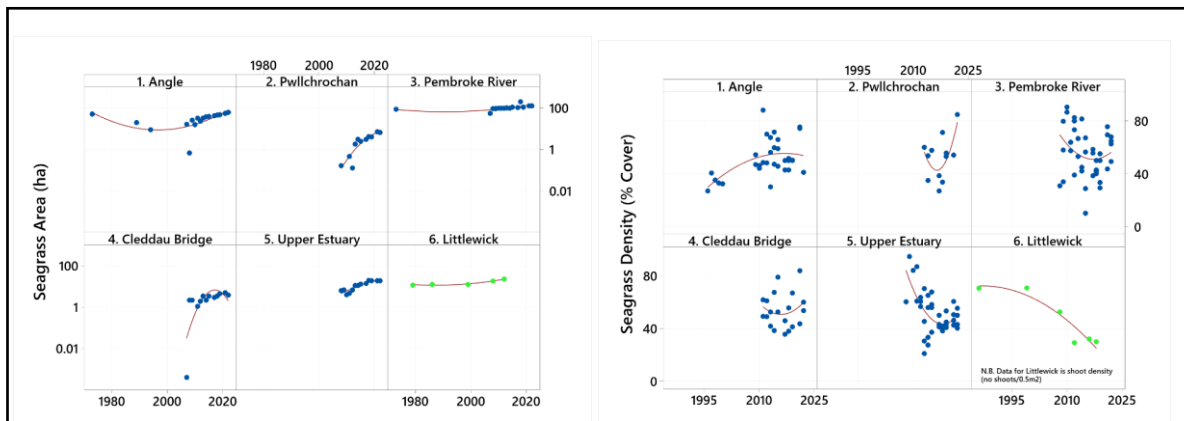 1980 2000 2020
1. Angle 2. Pwllchrochan 3. Pembroke River
100
1
0.01
Seagrass Area (ha)
4. Cleddau Bridge 5. Upper Estuary 6. Littlewick
100
1
0.01
1980 2000 2020
1980 2000 2020
1995 2010 2025
1. Angle 2. Pwllchrochan 3. Pembroke River
80
40
0
Seagrass Density (% Cover)
4. Cleddau Bridge 5. Upper Estuary 6. Littlewick
80
40
0
N.B. Data for Littlewick is shoot density
(no shoots/0.5m2)
1995 2010 2025
1995 2010 2025